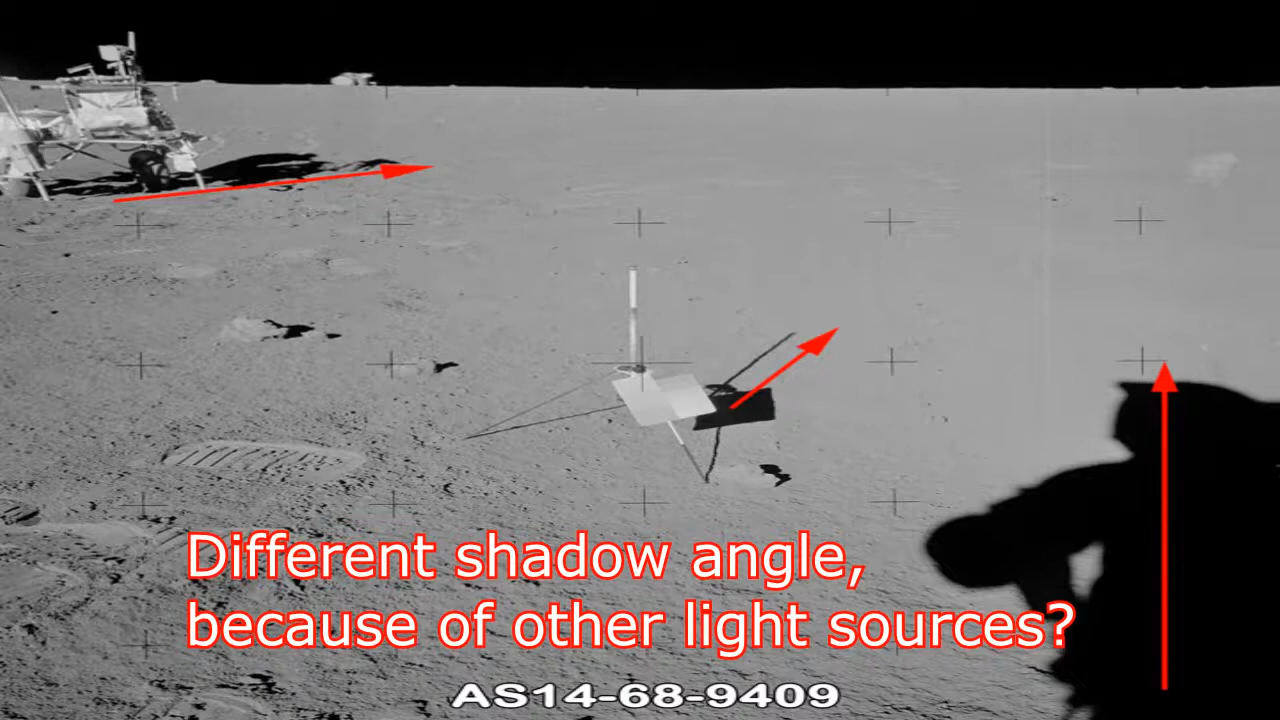 Different shadow angle,
because of other light sources?
AS14-68-9409